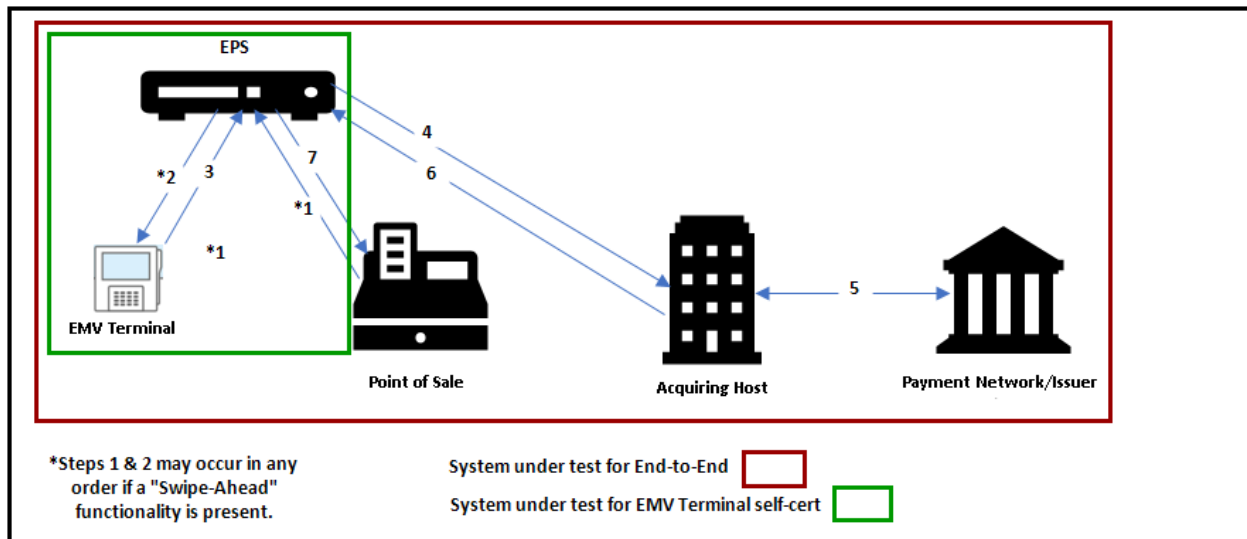 EPS
4
7
*2
3
6
*1
*1
5
EMV Terminal
Point of Sale
Acquiring Host
Payment Network/Issuer
*Steps 1 & 2 may occur in any
order if a "Swipe-Ahead"
functionality is present.
System under test for End-to-End
System under test for EMV Terminal self-cert